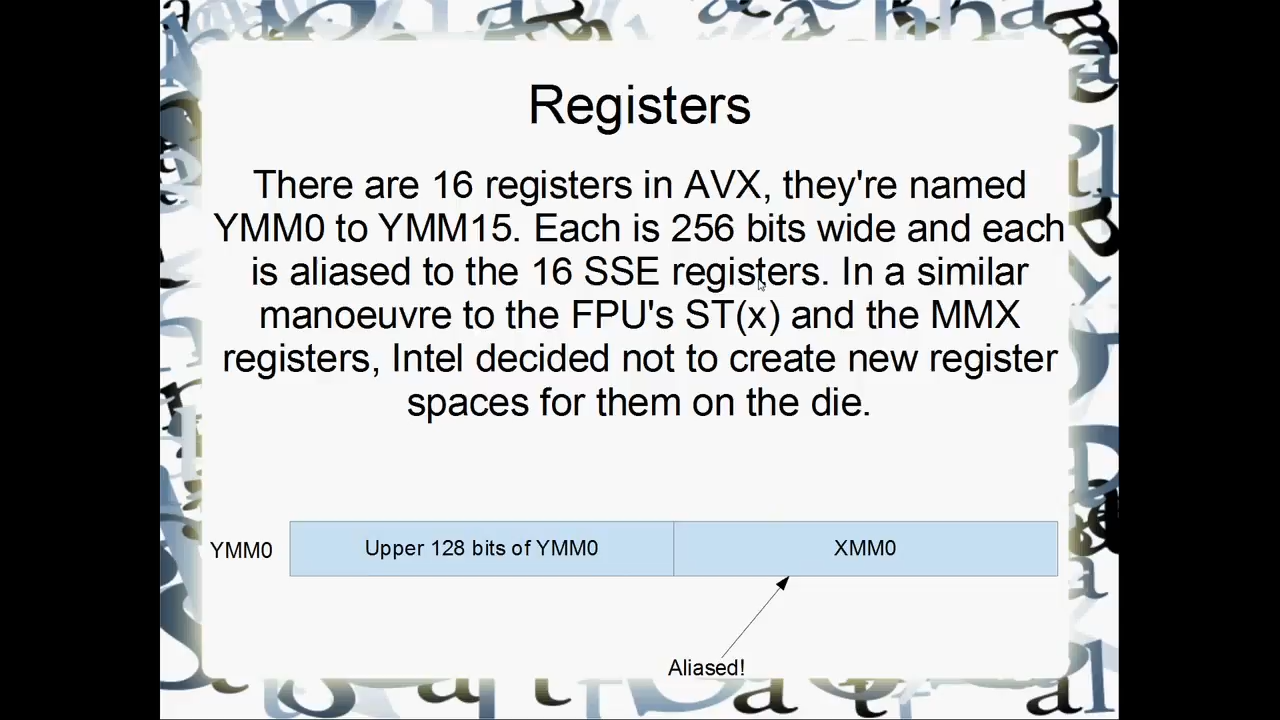 Registers
There are 16 registers in AVX, they're named
YMM0 to YMM15. Each is 256 bits wide and each
is aliased to the 16 SSE registers. In a similar
manoeuvre to the FPU's ST(x) and the MMX
registers, Intel decided not to create new register
spaces for them on the die.
YMM0 Upper 128 bits of YMM0 XMM0
Aliased!